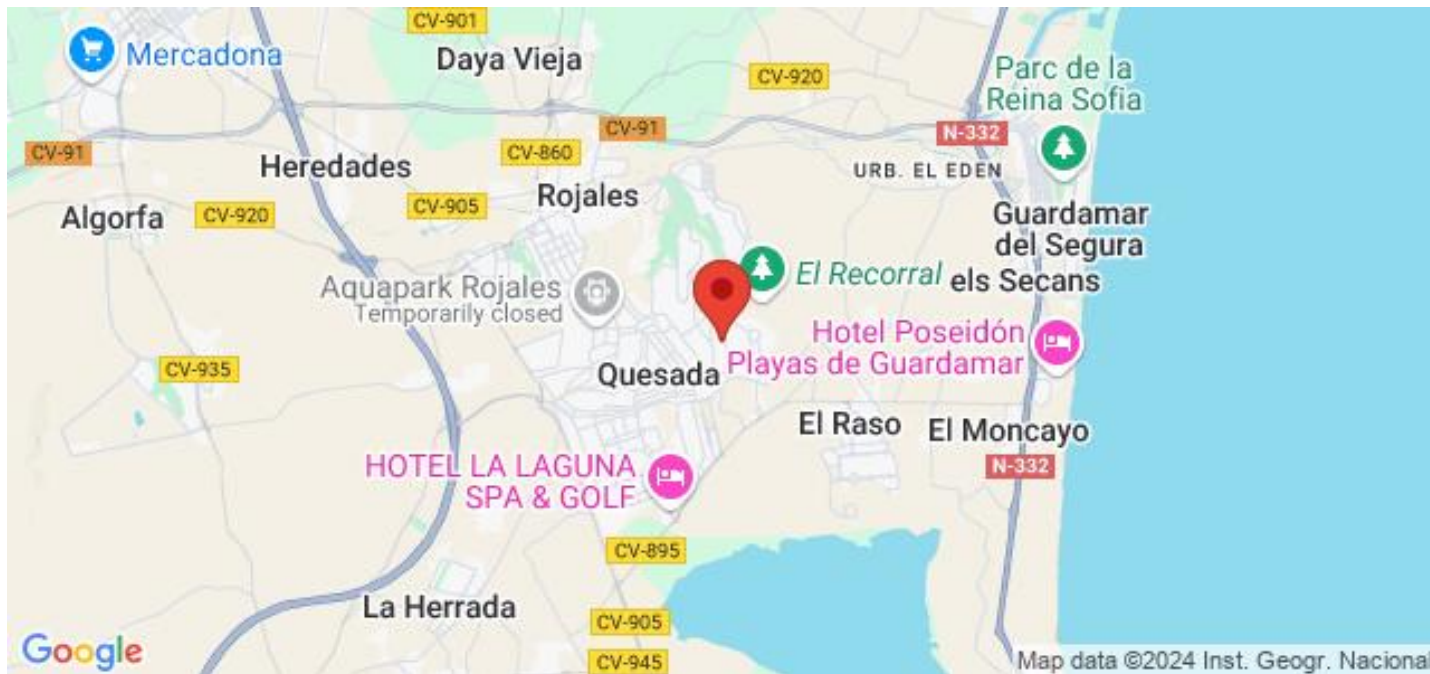 CV-901
Mercadona
Daya Vieja
CV-920
Parc de la
Reina Sofia
CV-91
N-332
CV-91
CV-860
Heredades
URB. EL EDEN
Rojales
Algorfa
CV-920
CV-905
Guardamar
del Segura
El Recorral
els Secans
Aquapark Rojales
Temporarily closed
Hotel Poseidón
Playas de Guardamar
CV-935
Quesada
El Raso
El Moncayo
HOTEL LA LAGUNA
SPA & GOLF
N-332
CV-895
La Herrada
CV-905
Google
CV-945
Map data ©2024 Inst. Geogr. Nacional